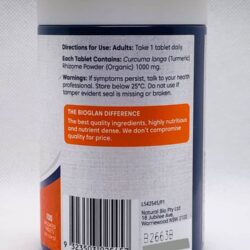 Directions for Use: Adults: Take 1 tablet daily
Each Tablet Contains: Curcuma longa (Turmeric)
Rhizome Powder (Organic) 1000 mg.
Warnings: If symptoms persist, talk to your health
professional. Store below 25°C. Do not use if
tamper evident seal is missing or broken.
THE BIOGLAN DIFFERENCE
The best quality ingredients, highly nutritious
and nutrient dense. We don't compromise
quality for price.
Natural Bio Pty Ltd
18 Jubilee Ave,
Warriewood NSW 2102
B2663B
100